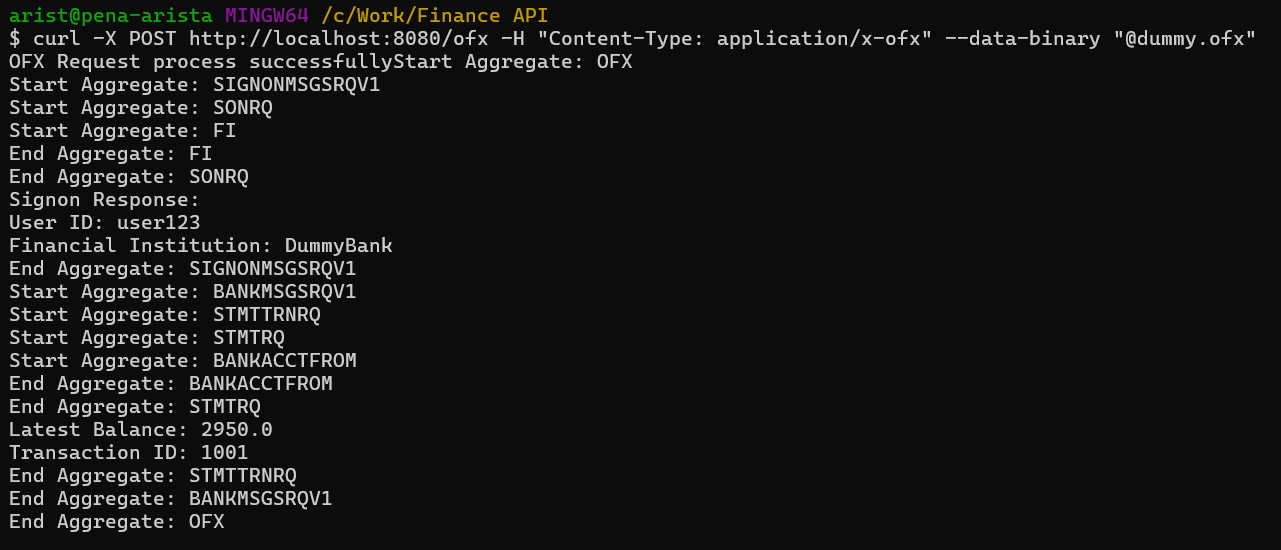 arist@pena-arista MINGW64 /c/Work/Finance API
$ curl -X POST http://localhost:8080/ofx -H "Content-Type: application/x-ofx" --data-binary "@dummy.ofx"
OFX Request process successfullyStart Aggregate: OFX
Start Aggregate: SIGNONMSGSRQV1
Start Aggregate: SONRQ
Start Aggregate: FI
End Aggregate: FI
End Aggregate: SONRQ
Signon Response:
User ID: user123
Financial Institution: DummyBank
End Aggregate: SIGNONMSGSRQV1
Start Aggregate: BANKMSGSRQV1
Start Aggregate: STMTTRNRQ
Start Aggregate: STMTRQ
Start Aggregate: BANKACCTFROM
End Aggregate: BANKACCTFROM
End Aggregate: STMTRQ
Latest Balance: 2950.0
Transaction ID: 1001
End Aggregate: STMTTRNRQ
End Aggregate: BANKMSGSRQV1
End Aggregate: OFX